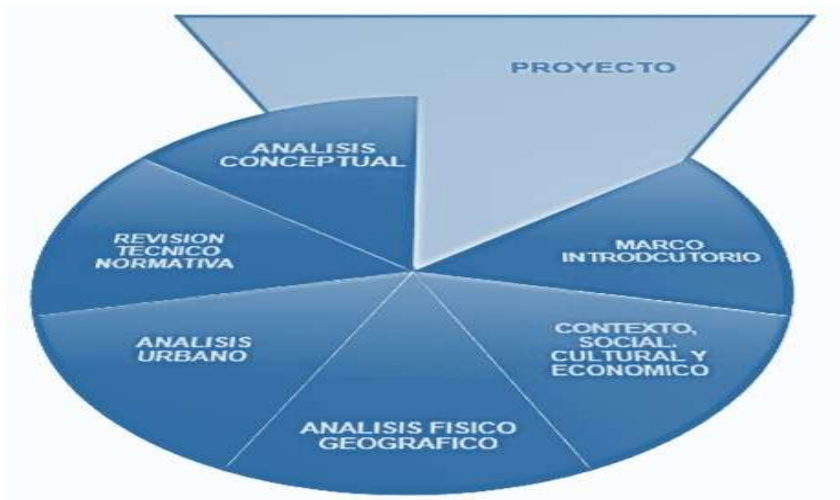 PROYECTO
ANALISIS
CONCEPTUAL
REVISION
TECNICO
NORMATIVA
MARCO
INTRODCUTORIO
ANALISIS
URBANO
CONTEXTO,
SOCIAL.
CULTURAL Y
ECONOMICO
ANALISIS FISICO
GEOGRAFICO